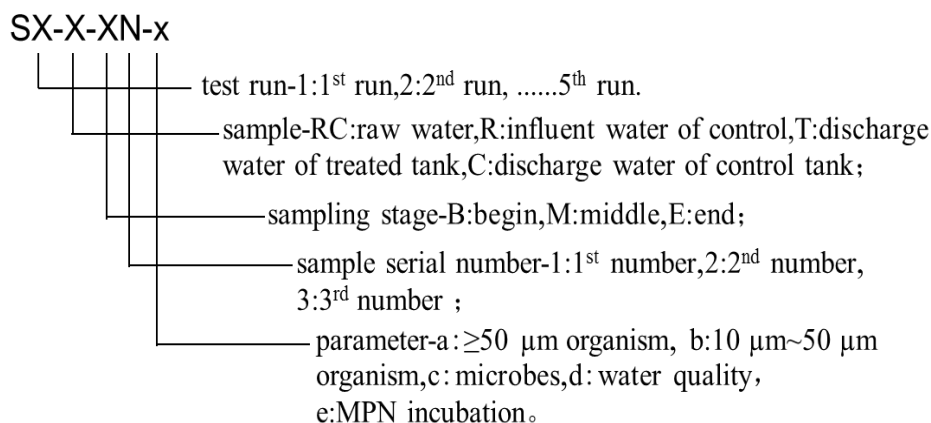 SX-X-XN-x
test run-1:1st run,2:2nd run, ......5th run.
sample-RC:raw water,R:influent water of control,T:discharge
water of treated tank,C:discharge water of control tank；
sampling stage-B:begin,M:middle,E:end；
sample serial number-1:1st number,2:2nd number,
3:3rd number；
parameter-a:≥50 μm organism, b:10 μm~50 μm
organism,c: microbes,d: water quality，
e:MPN incubation。